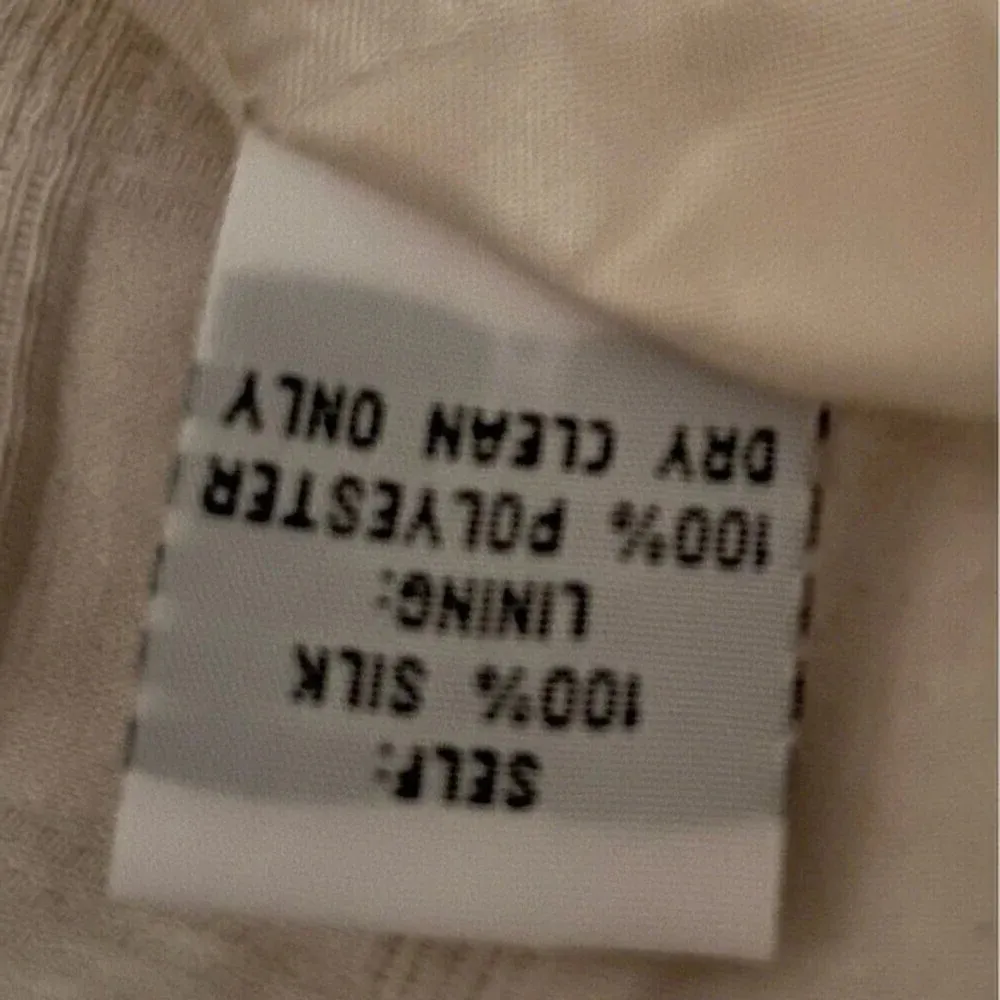 SELF:
100% SILK
LINING:
100% POLYESTER
DRY CLEAN ONLY